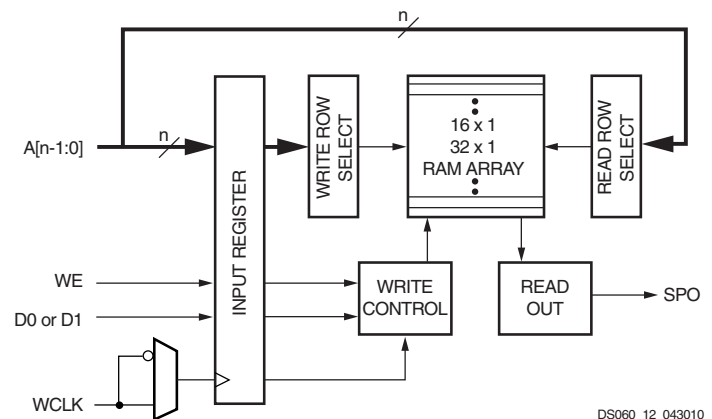 n
A[n-1:0]
n
INPUT REGISTER
WRITE ROW
SELECT
16 x 1
32 x 1
RAM ARRAY
READ ROW
SELECT
WE
D0 or D1
WCLK
WRITE
CONTROL
READ
OUT
SPO
DS060_12_043010